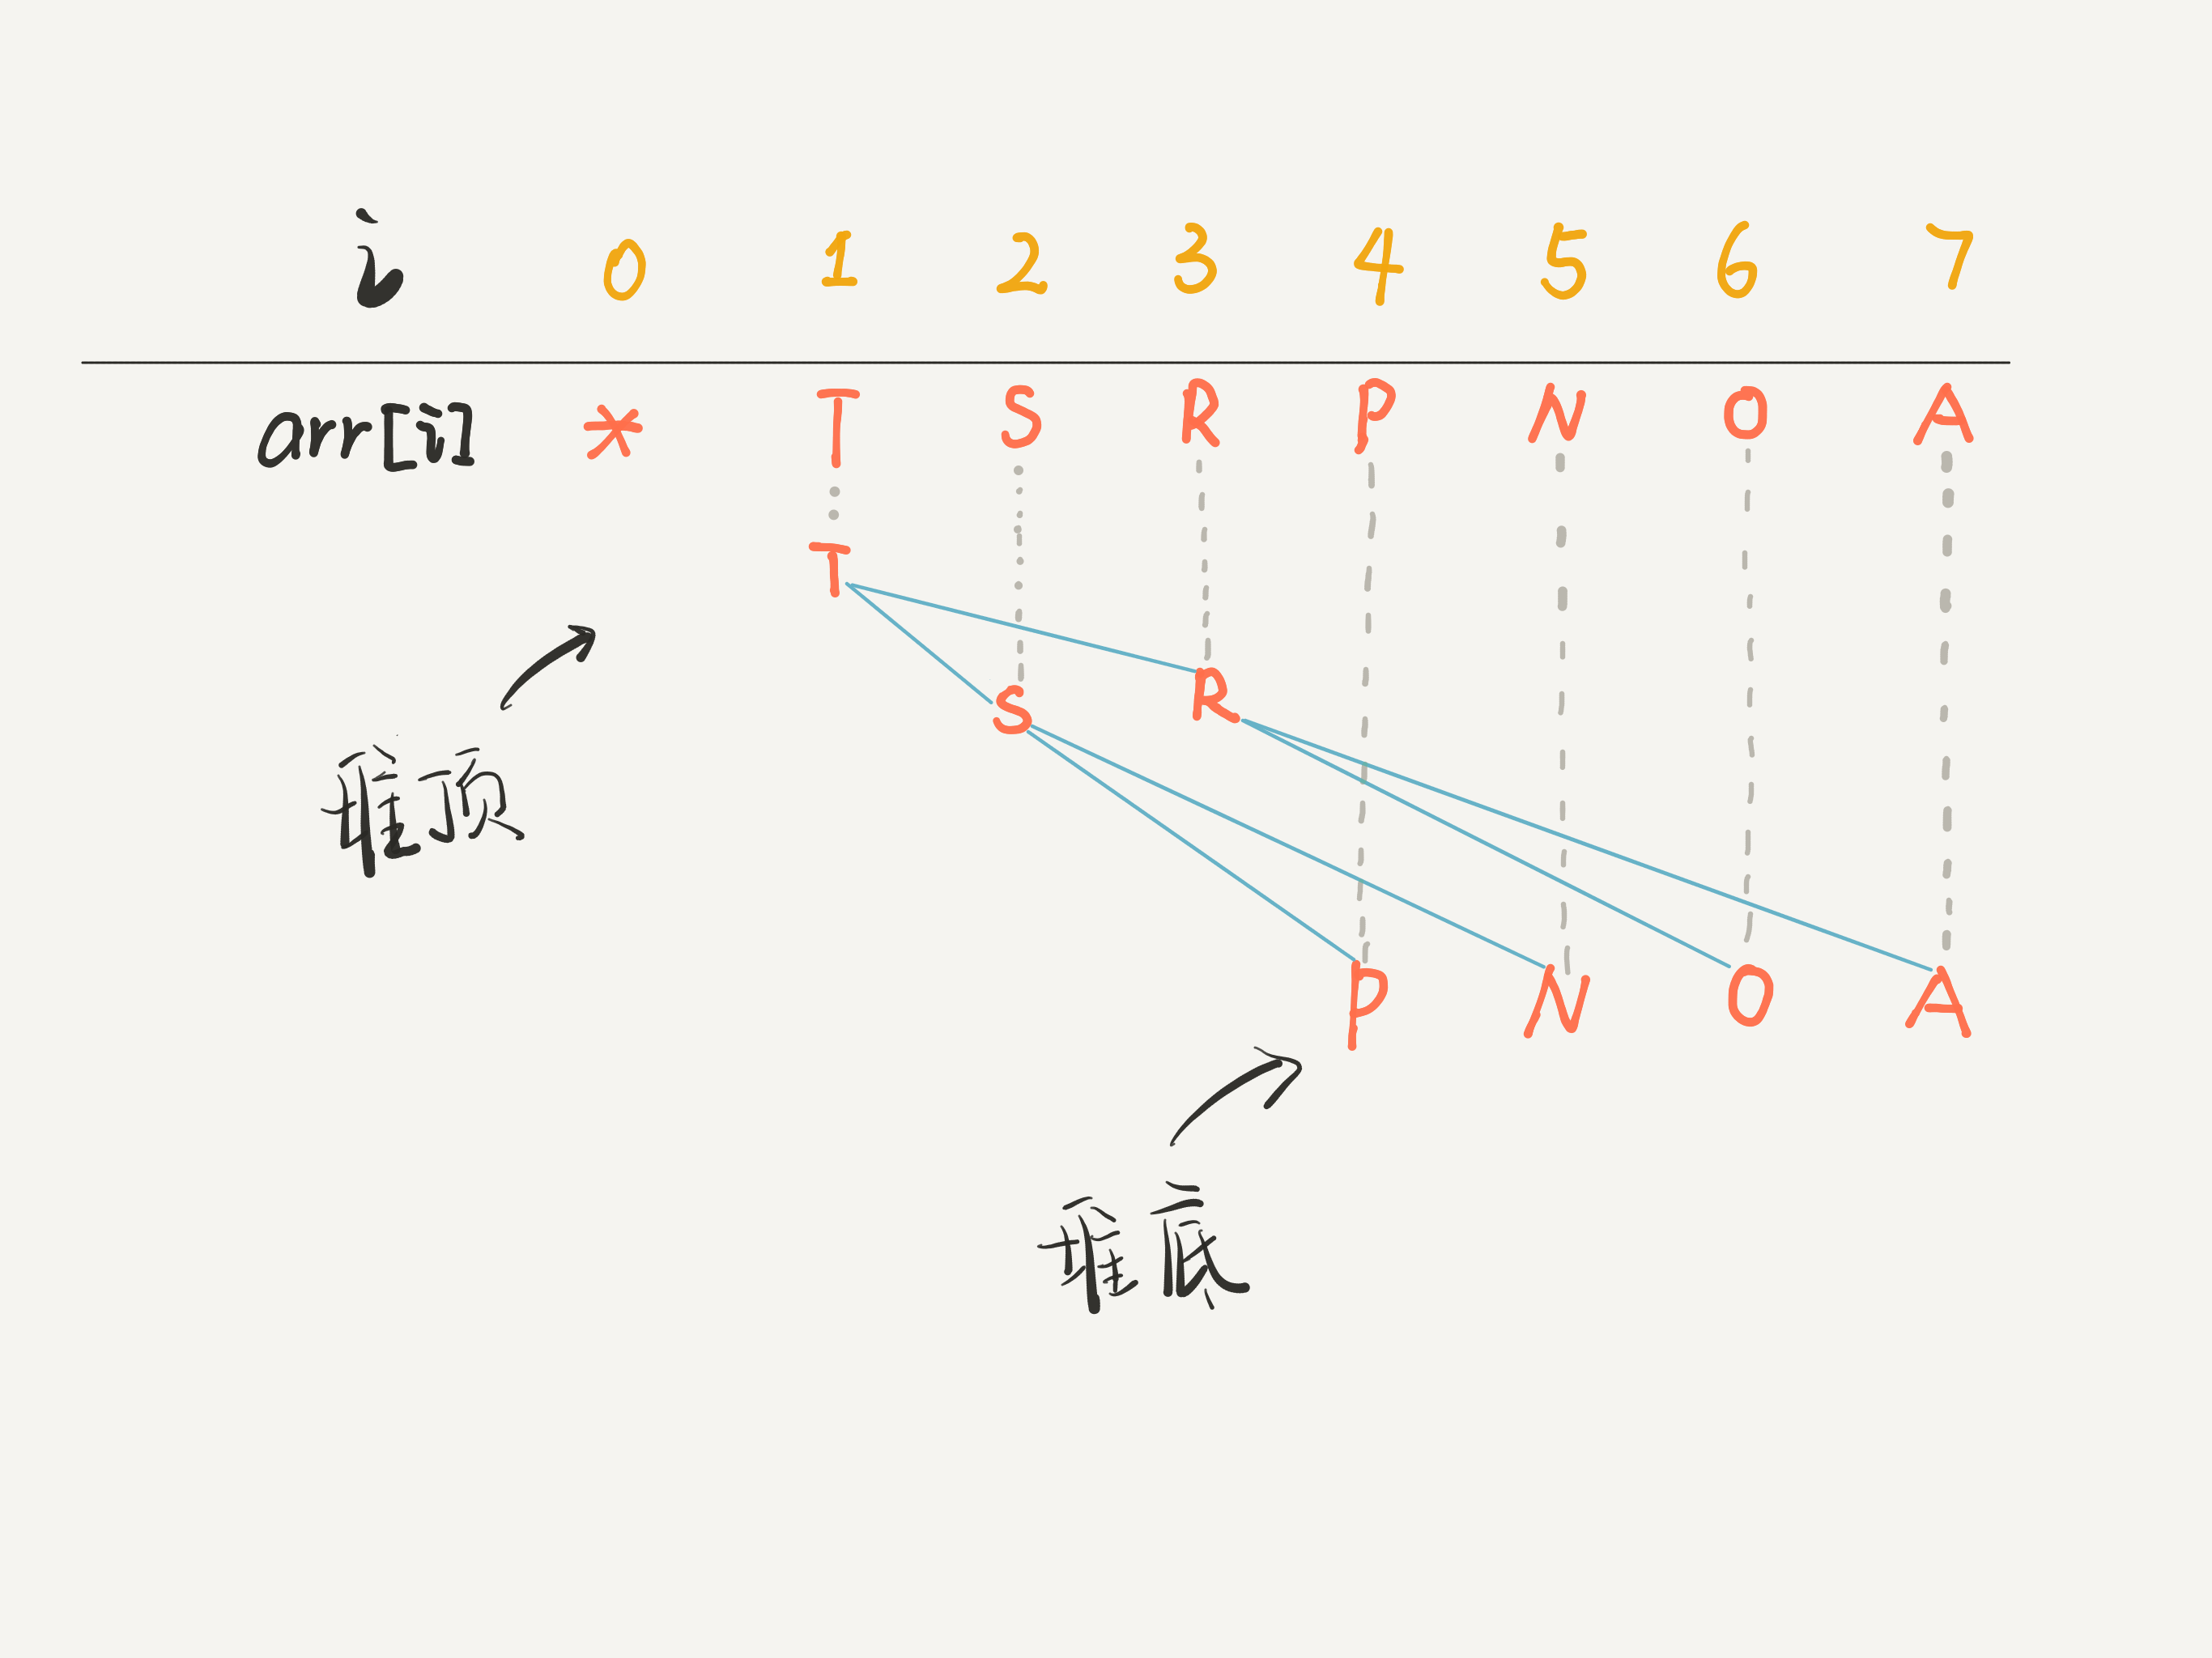 i 0 1 2 3 4 5 6 7
arr[i] * T S R P N O A
T
S R
堆顶
P N O A
堆底